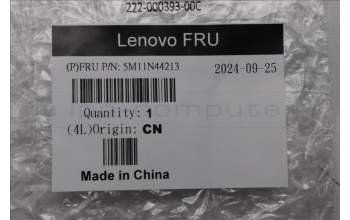 222-000393-00C
Lenovo FRU
(P)FRU P/N: 5M11N44213
2024-09-25
Quantity: 1
(4L)Origin: CN
Made in China